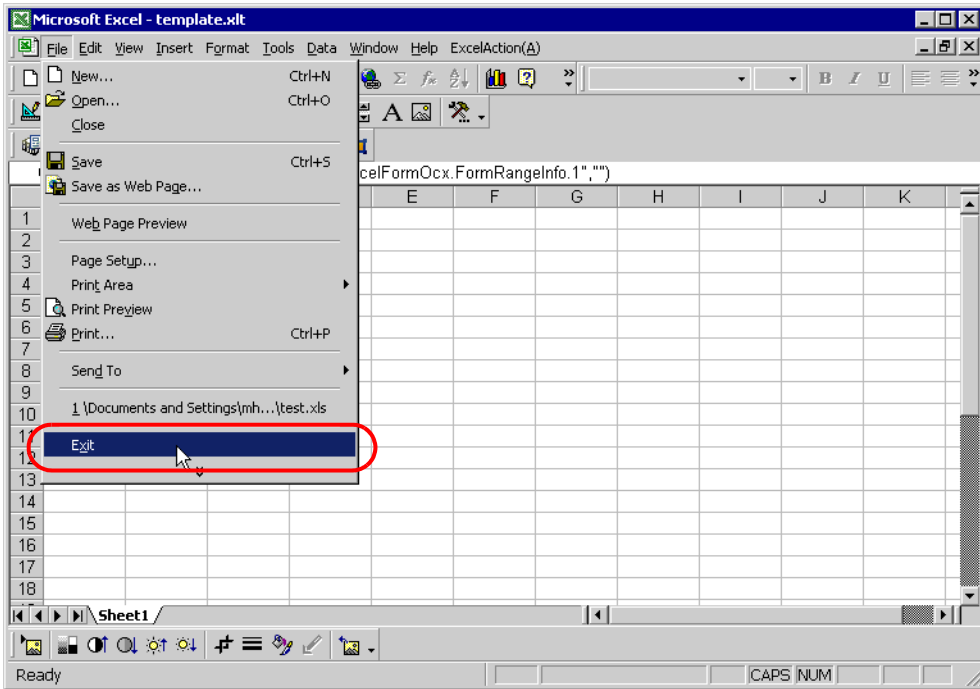 Microsoft Excel - template.xlt
File Edit View Insert Format Tools Data Window Help ExcelAction(A)
New... Ctrl+N
Open... Ctrl+O
Close
Save Ctrl+S
Save as Web Page...
Web Page Preview
Page Setup...
Print Area
Print Preview
Print... Ctrl+P
Send To
1 \Documents and Settings\mh...\test.xls
Exit
Σ fx
B I U
A
celFormOcx.FormRangeInfo.1","")
E F G H I J K
1
2
3
4
5
6
7
8
9
10
11
12
13
14
15
16
17
18
Sheet1
Ready CAPS NUM